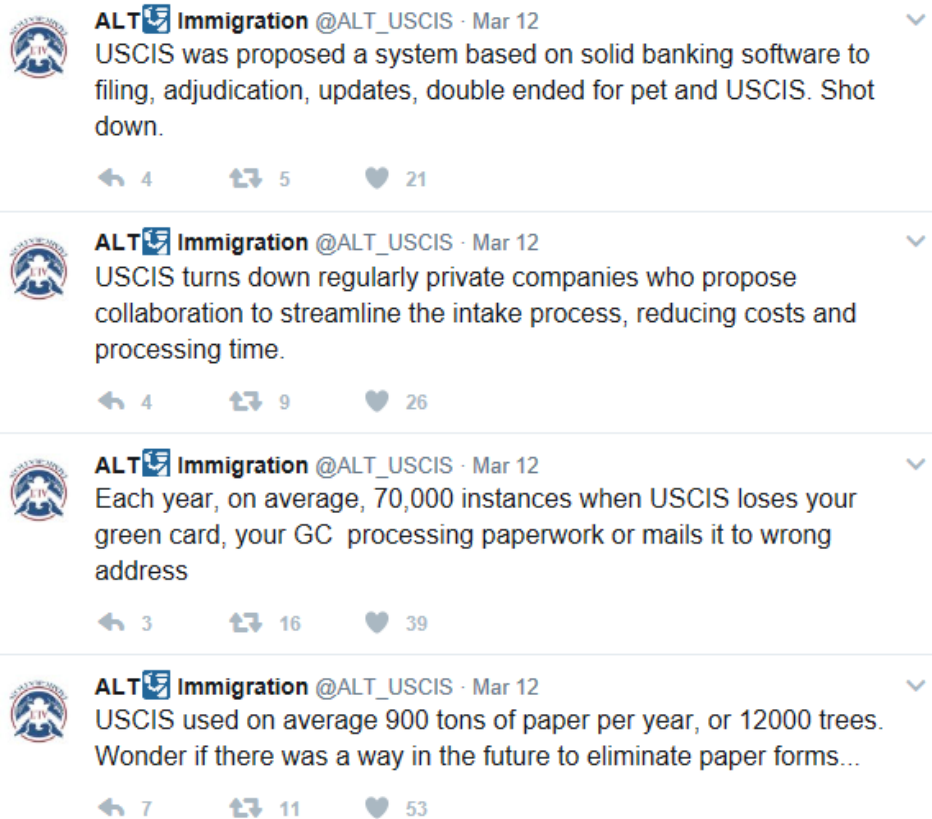 ALT Immigration @ALT_USCIS · Mar 12
USCIS was proposed a system based on solid banking software to
filing, adjudication, updates, double ended for pet and USCIS. Shot
down.
4 5 21
ALT Immigration @ALT_USCIS · Mar 12
USCIS turns down regularly private companies who propose
collaboration to streamline the intake process, reducing costs and
processing time.
4 9 26
ALT Immigration @ALT_USCIS · Mar 12
Each year, on average, 70,000 instances when USCIS loses your
green card, your GC  processing paperwork or mails it to wrong
address
3 16 39
ALT Immigration @ALT_USCIS · Mar 12
USCIS used on average 900 tons of paper per year, or 12000 trees.
Wonder if there was a way in the future to eliminate paper forms...
7 11 53